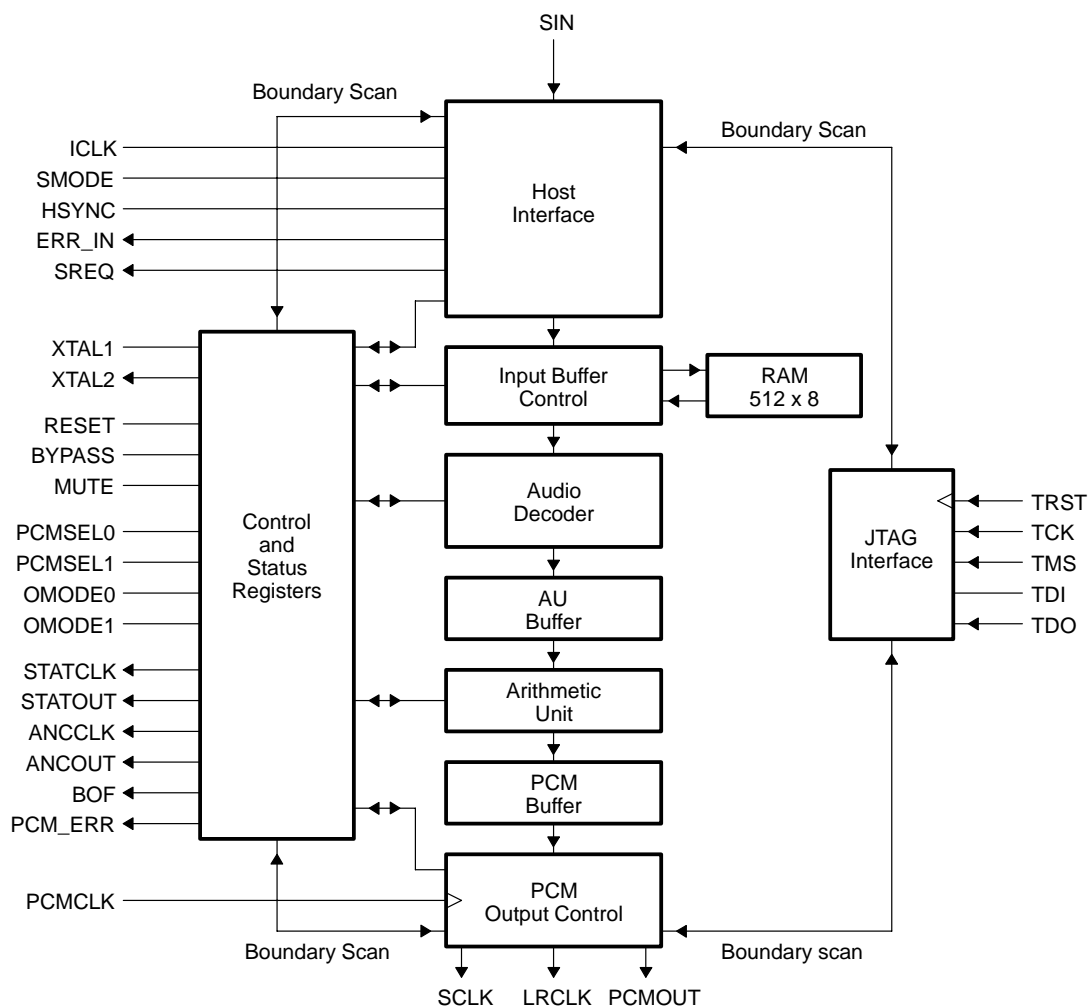 SIN
Boundary Scan
Boundary Scan
ICLK
SMODE
HSYNC
ERR_IN
SREQ
Host
Interface
XTAL1
XTAL2
RESET
BYPASS
MUTE
PCMSEL0
PCMSEL1
OMODE0
OMODE1
STATCLK
STATOUT
ANCCLK
ANCOUT
BOF
PCM_ERR
PCMCLK
Control
and
Status
Registers
Input Buffer
Control
RAM
512 x 8
Audio
Decoder
AU
Buffer
Arithmetic
Unit
PCM
Buffer
PCM
Output Control
JTAG
Interface
TRST
TCK
TMS
TDI
TDO
Boundary Scan
Boundary scan
SCLK
LRCLK
PCMOUT